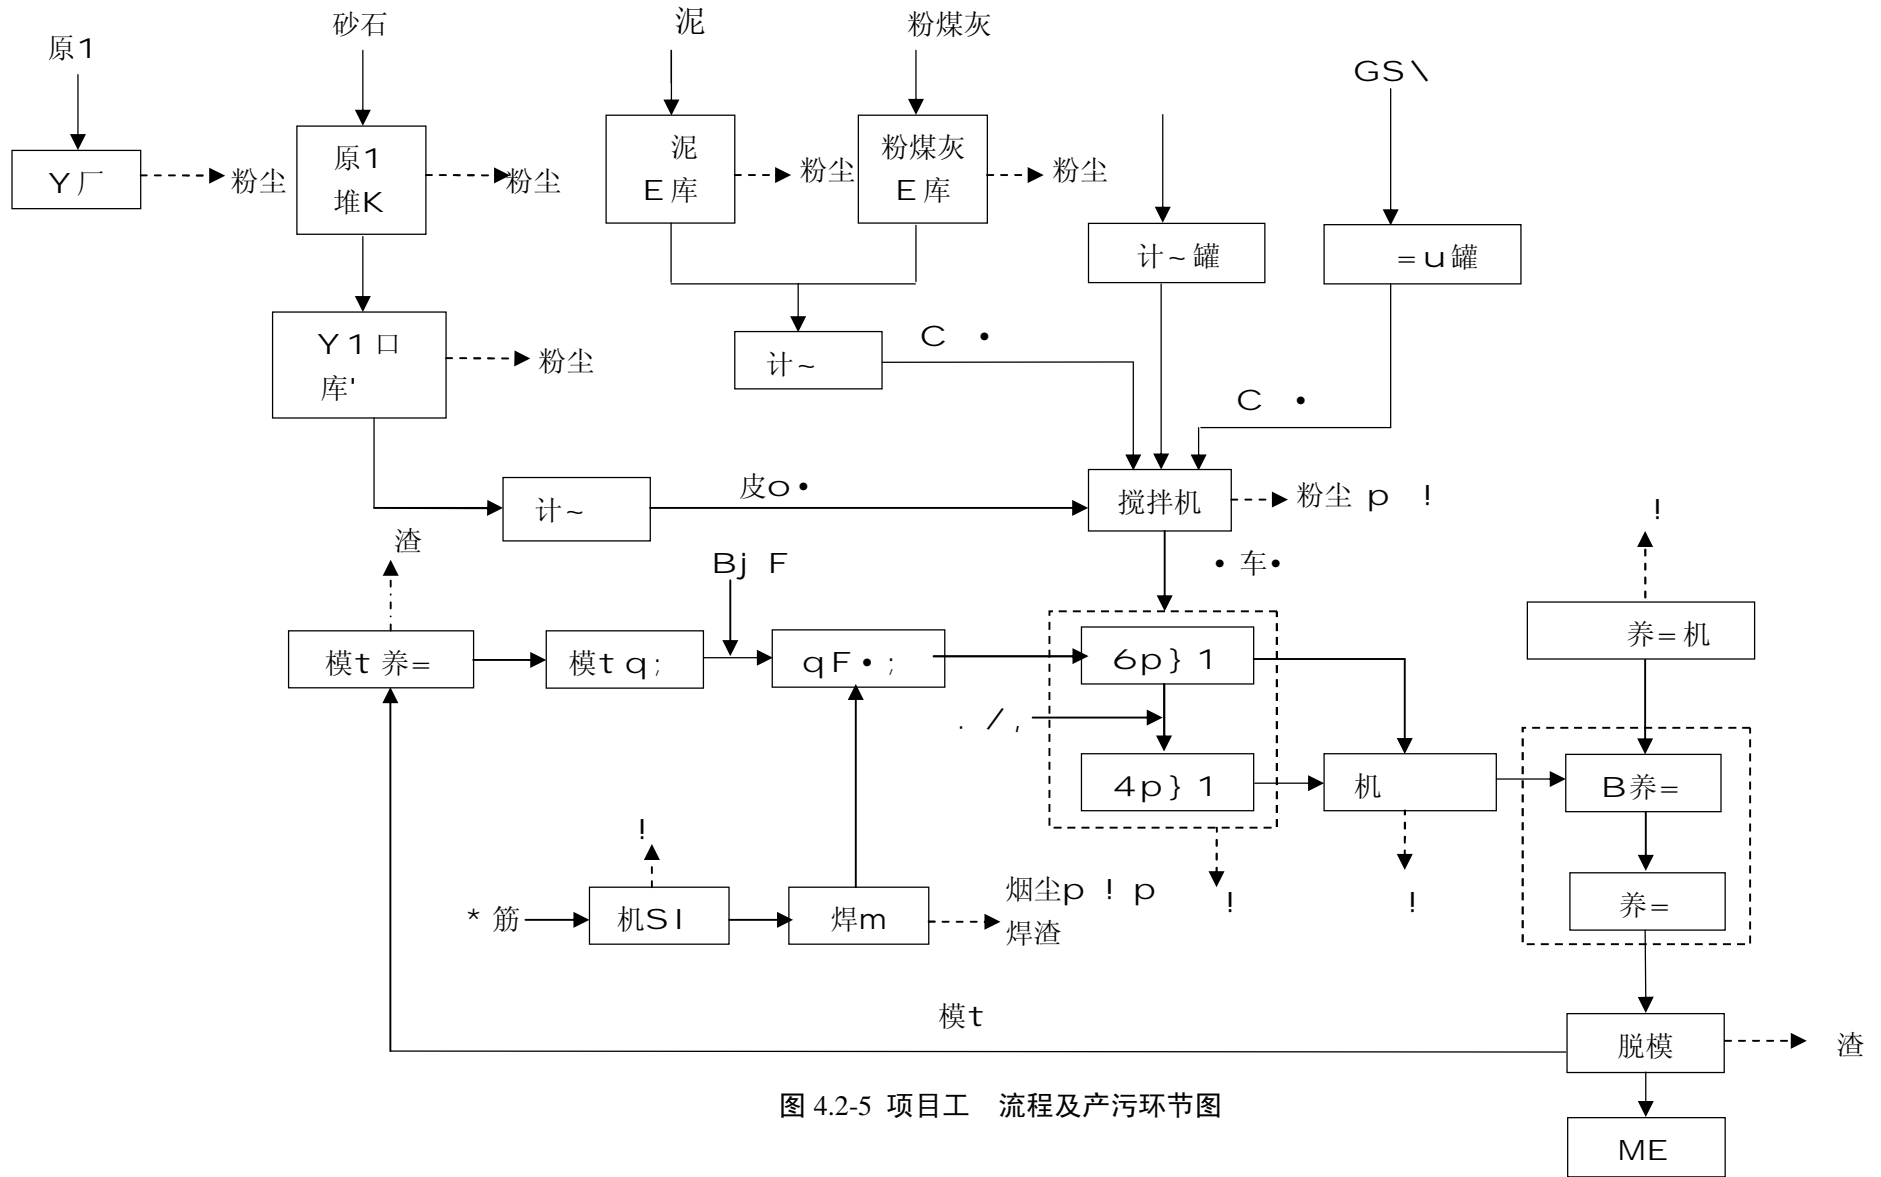 原1
砂石
泥
粉煤灰
GS\
Y厂
粉尘
原1
堆K
粉尘
泥
E库
粉尘
粉煤灰
E库
粉尘
计~罐
=u罐
Y1口
库'
粉尘
计~
C •
C •
计~
皮o•
搅拌机
粉尘 p !
!
渣
Bj F
• 车•
模t 养=
模t q;
qF•;
6p} 1
养=机
. /,
4p} 1
机
B养=
!
*筋
机SI
焊m
烟尘p ! p
焊渣
!
!
养=
模t
脱模
渣
图 4.2-5 项目工 流程及产污环节图
ME